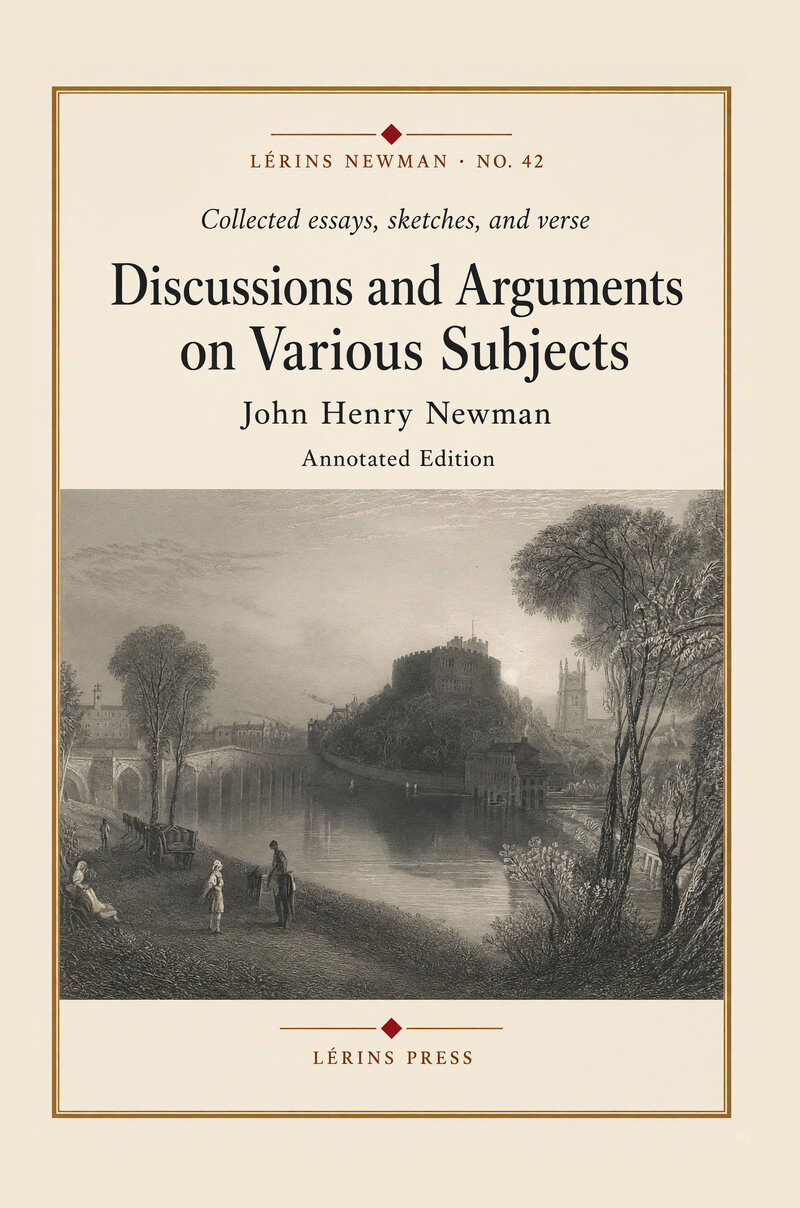 LÉRINS NEWMAN · NO. 42
Collected essays, sketches, and verse
Discussions and Arguments
on Various Subjects
John Henry Newman
Annotated Edition
LÉRINS PRESS